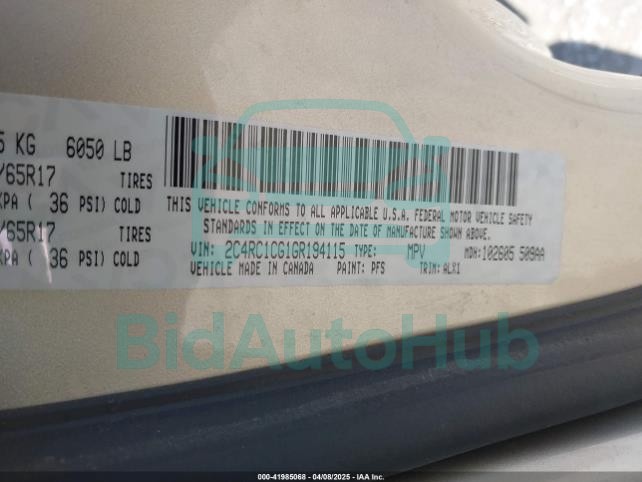 5 KG 6050 LB
/65R17 TIRES
KPA ( 36 PSI) COLD
/65R17 TIRES
KPA ( 36 PSI) COLD
THIS VEHICLE CONFORMS TO ALL APPLICABLE U.S.A. FEDERAL MOTOR VEHICLE SAFETY
STANDARDS IN EFFECT ON THE DATE OF MANUFACTURE SHOWN ABOVE.
VIN: 2C4RC1CG1GR194115 TYPE: MPV MDH: 102605 509AA
VEHICLE MADE IN CANADA PAINT: PFS TRIM: ALX1
BidAutoHub
000-41985068 - 04/08/2025 - IAA Inc.